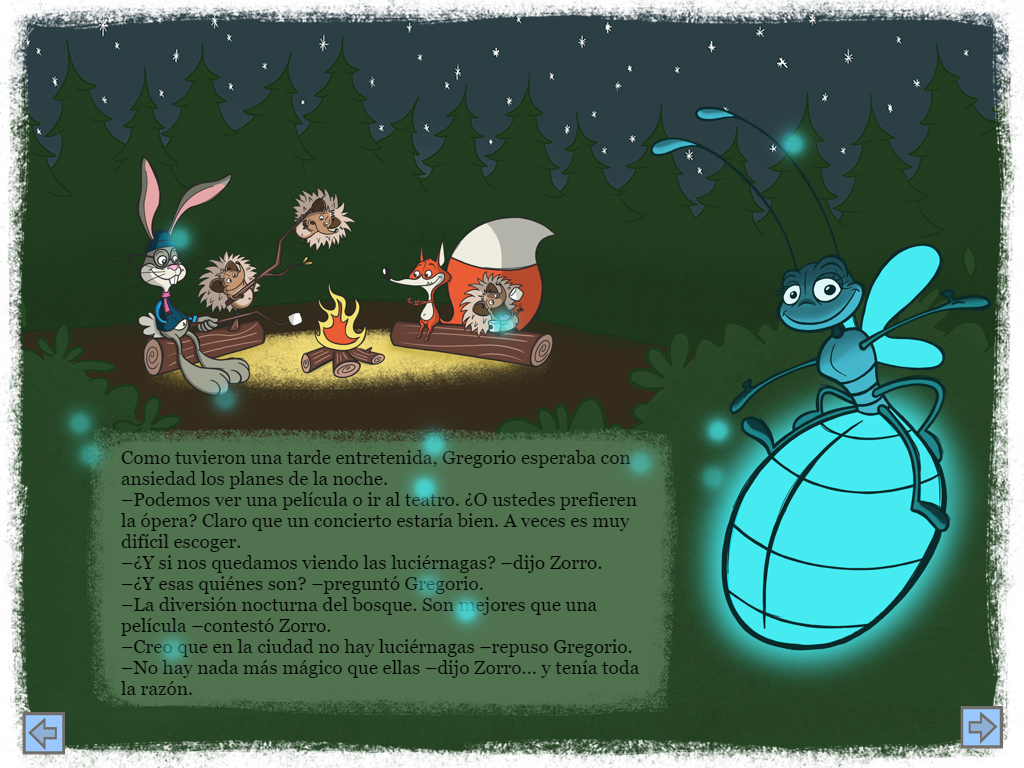 Como tuvieron una tarde entretenida, Gregorio esperaba con
ansiedad los planes de la noche.
–Podemos ver una película o ir al teatro. ¿O ustedes prefieren
la ópera? Claro que un concierto estaría bien. A veces es muy
difícil escoger.
–¿Y si nos quedamos viendo las luciérnagas? –dijo Zorro.
–¿Y esas quiénes son? –preguntó Gregorio.
–La diversión nocturna del bosque. Son mejores que una
película –contestó Zorro.
–Creo que en la ciudad no hay luciérnagas –repuso Gregorio.
–No hay nada más mágico que ellas –dijo Zorro... y tenía toda
la razón.